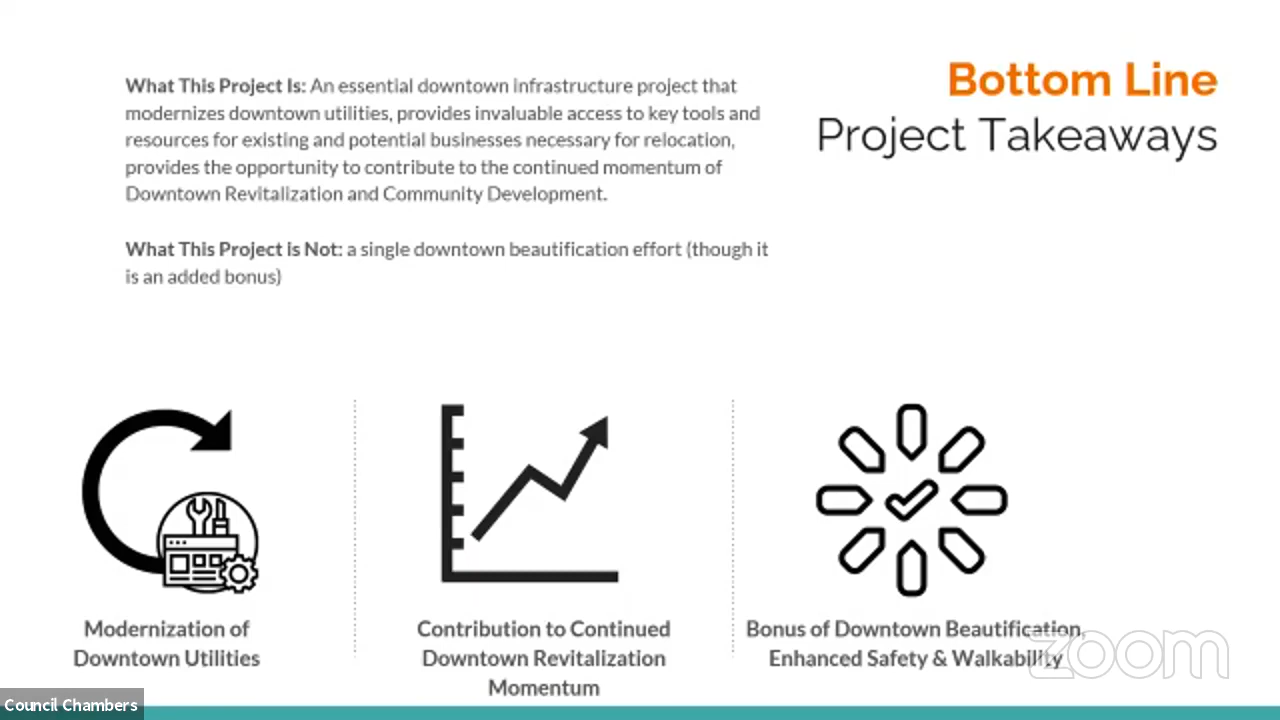 Bottom Line
Project Takeaways
What This Project Is: An essential downtown infrastructure project that
modernizes downtown utilities, provides invaluable access to key tools and
resources for existing and potential businesses necessary for relocation,
provides the opportunity to contribute to the continued momentum of
Downtown Revitalization and Community Development.
What This Project is Not: a single downtown beautification effort (though it
is an added bonus)
Modernization of
Downtown Utilities
Contribution to Continued
Downtown Revitalization
Momentum
Bonus of Downtown Beautification,
Enhanced Safety & Walkability
zoom
Council Chambers